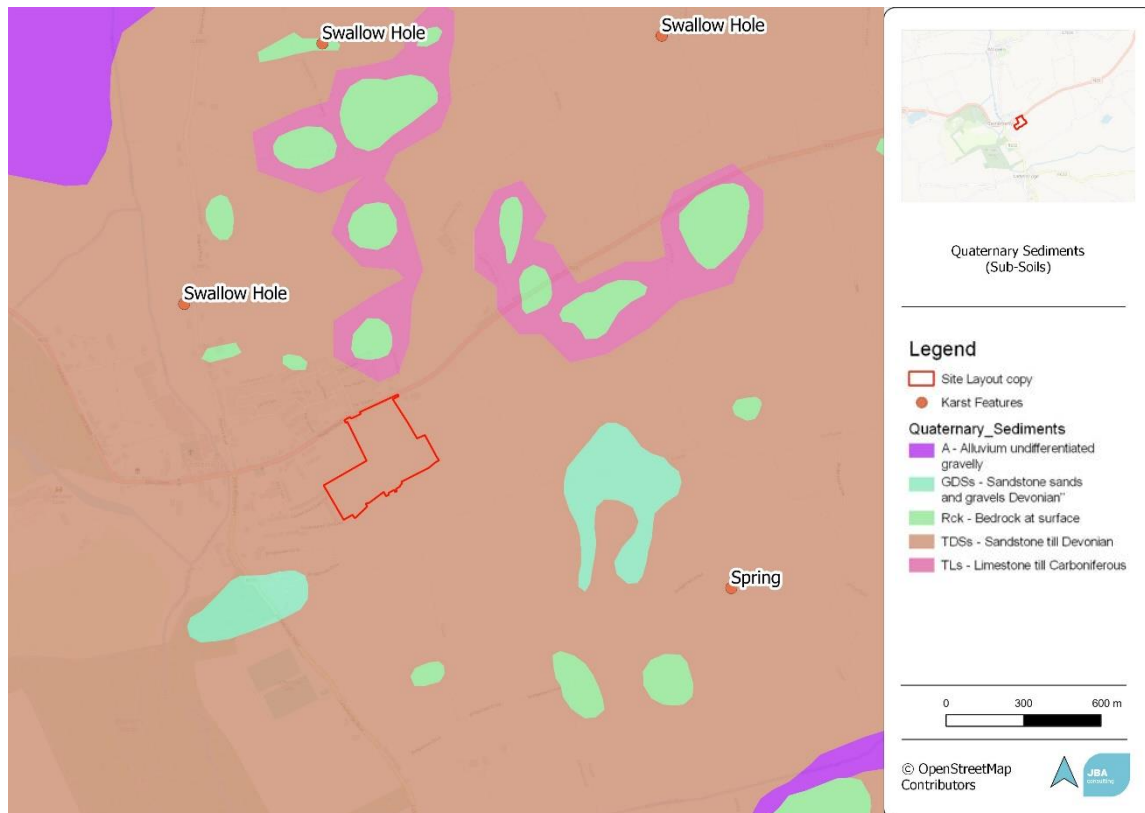 Swallow Hole
Swallow Hole
Swallow Hole
Spring
Quaternary Sediments
(Sub-Soils)
Legend
Site Layout copy
Karst Features
Quaternary_Sediments
A - Alluvium undifferentiated
gravelly
GDSs - Sandstone sands
and gravels Devonian"
Rck - Bedrock at surface
TDSs - Sandstone till Devonian
TLs - Limestone till Carboniferous
0 300 600 m
© OpenStreetMap
Contributors
JBA
consulting